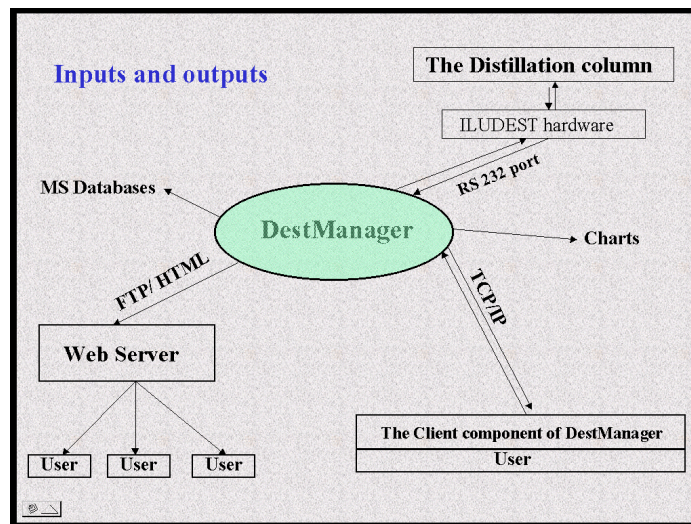 Inputs and outputs
The Distillation column
ILUDEST hardware
RS 232 port
MS Databases
DestManager
Charts
FTP/ HTML
TCP/IP
Web Server
The Client component of DestManager
User
User
User
User